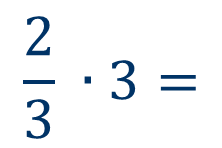 2/3 · 3 =